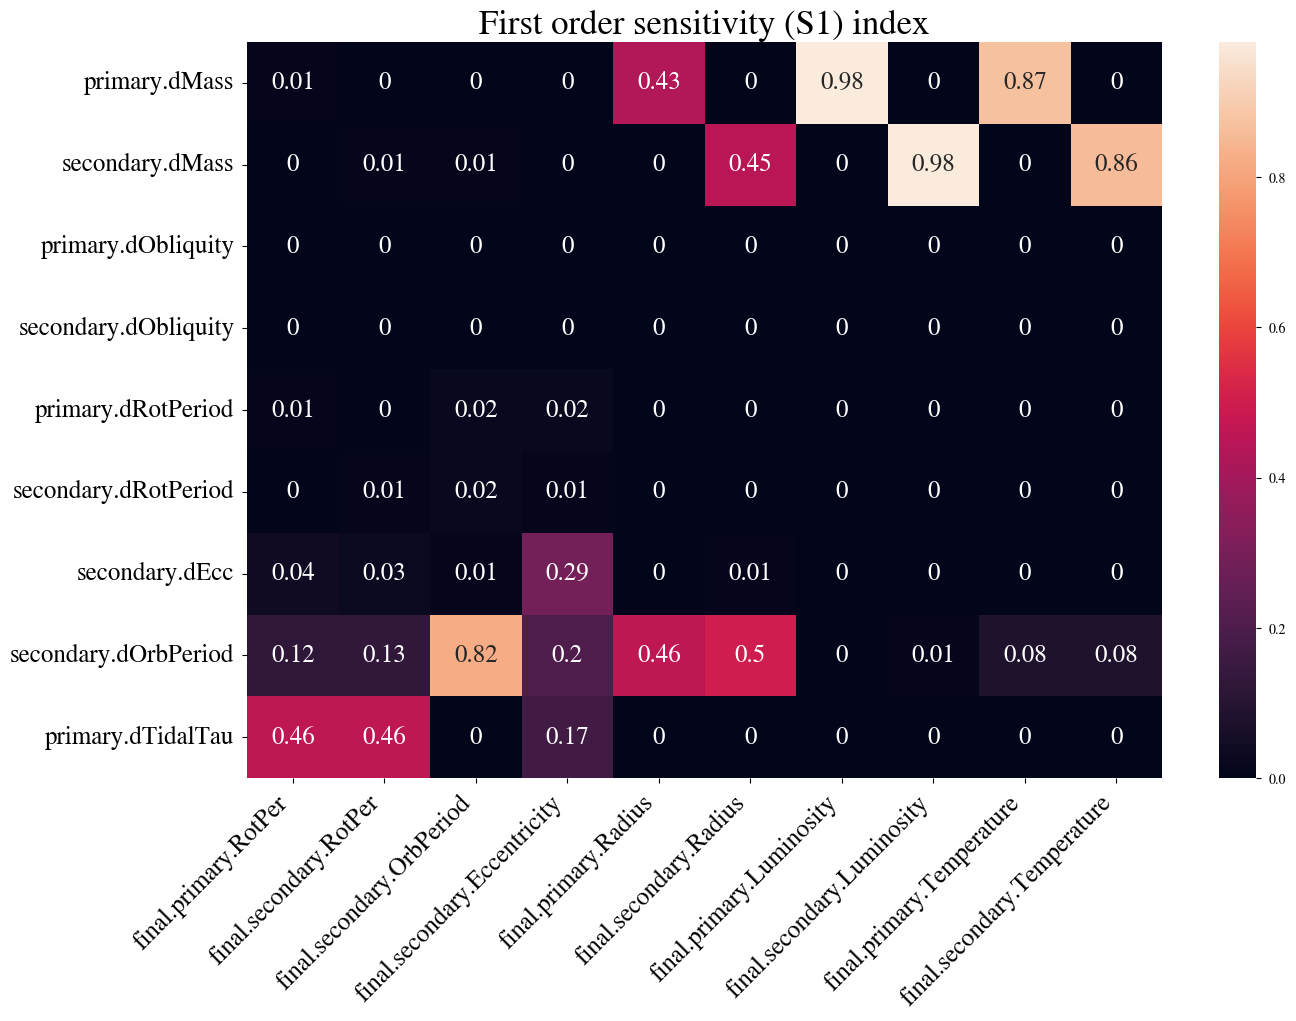 First order sensitivity (S1) index
primary.dMass 0.01 0 0 0 0.43 0 0.98 0 0.87 0
secondary.dMass 0 0.01 0.01 0 0 0.45 0 0.98 0 0.86
primary.dObliquity 0 0 0 0 0 0 0 0 0 0
secondary.dObliquity 0 0 0 0 0 0 0 0 0 0
primary.dRotPeriod 0.01 0 0.02 0.02 0 0 0 0 0 0
secondary.dRotPeriod 0 0.01 0.02 0.01 0 0 0 0 0 0
secondary.dEcc 0.04 0.03 0.01 0.29 0 0.01 0 0 0 0
secondary.dOrbPeriod 0.12 0.13 0.82 0.2 0.46 0.5 0 0.01 0.08 0.08
primary.dTidalTau 0.46 0.46 0 0.17 0 0 0 0 0 0
final.primary.RotPer
final.secondary.RotPer
final.secondary.OrbPeriod
final.secondary.Eccentricity
final.primary.Radius
final.secondary.Radius
final.primary.Luminosity
final.secondary.Luminosity
final.primary.Temperature
final.secondary.Temperature
0.8
0.6
0.4
0.2
0.0